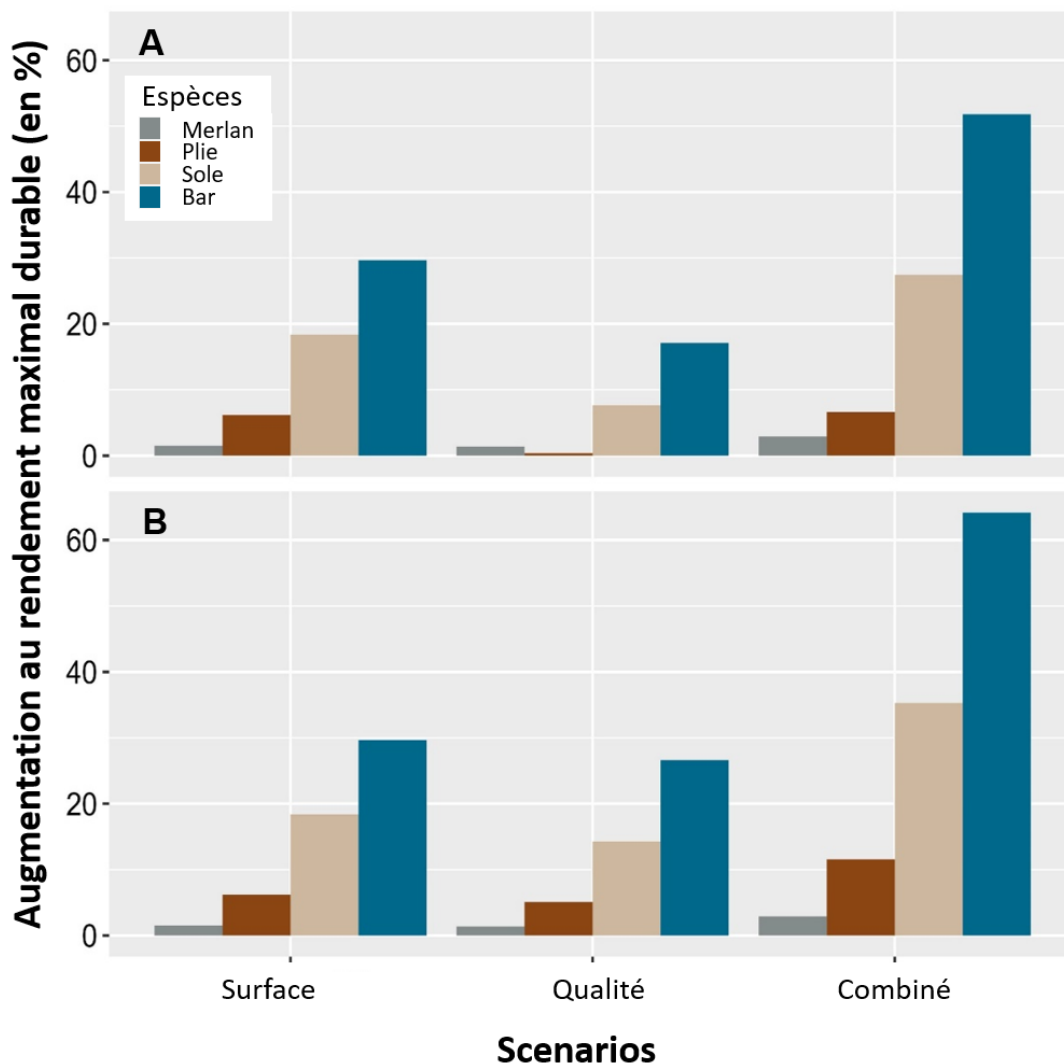 Augmentation au rendement maximal durable (en %)
A
60
40
20
0
Espèces
Merlan
Plie
Sole
Bar
B
60
40
20
0
Surface
Qualité
Combiné
Scenarios